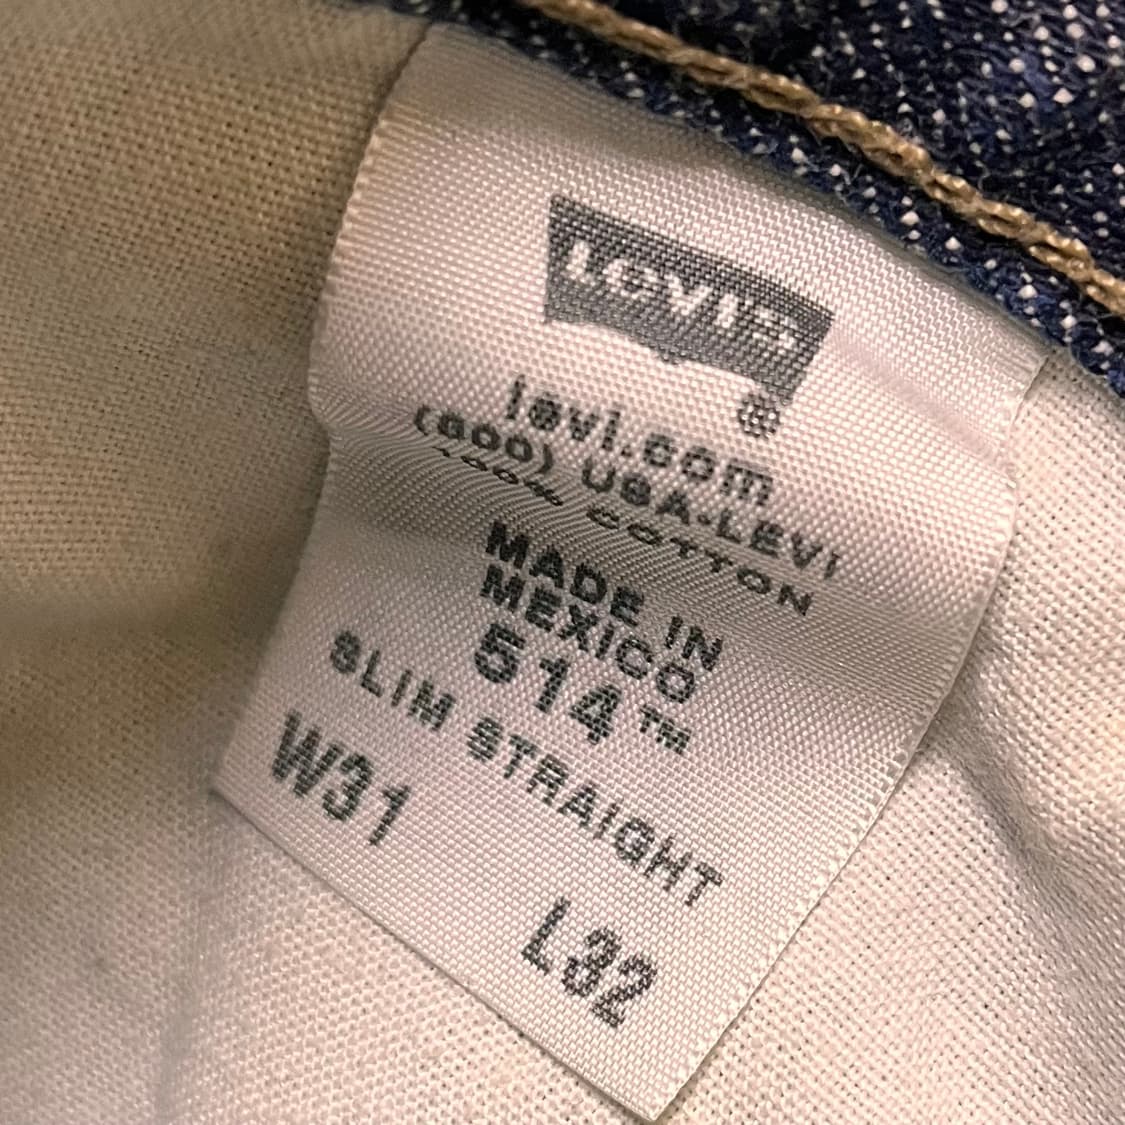 LEVI'S
®
levi.com
(800) USA-LEVI
100% COTTON
MADE IN
MEXICO
514™
SLIM STRAIGHT
W31 L32